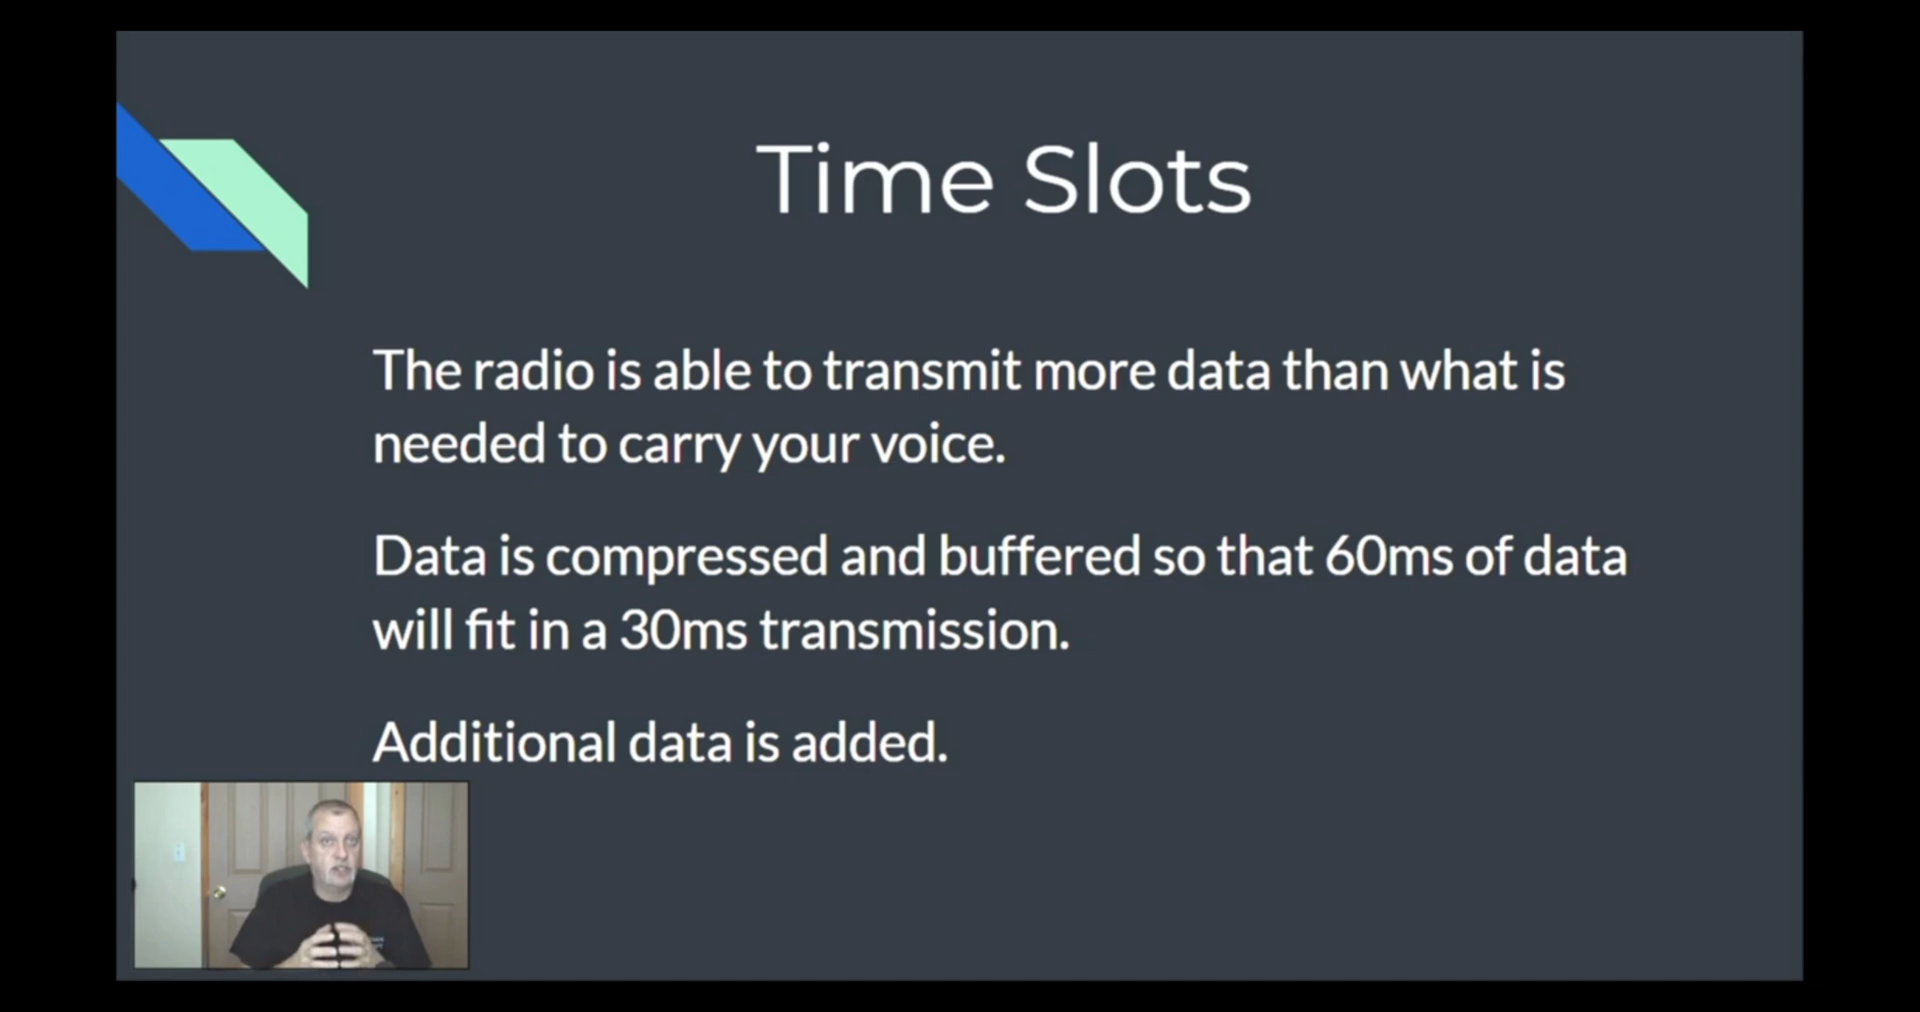 Time Slots
The radio is able to transmit more data than what is
needed to carry your voice.
Data is compressed and buffered so that 60ms of data
will fit in a 30ms transmission.
Additional data is added.